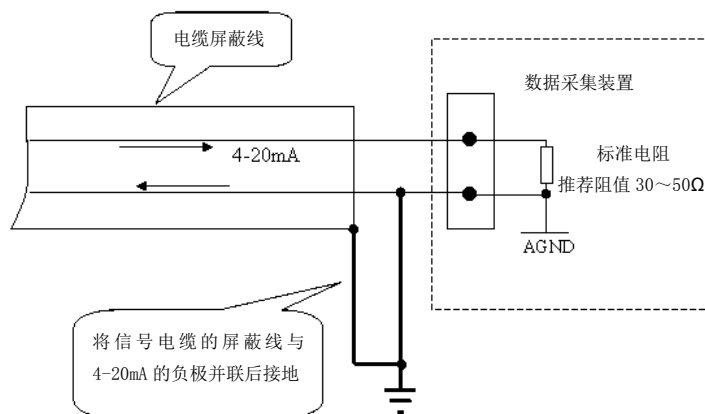 电缆屏蔽线
数据采集装置
4-20mA
标准电阻
推荐阻值 30～50Ω
AGND
将信号电缆的屏蔽线与
4-20mA 的负极并联后接地